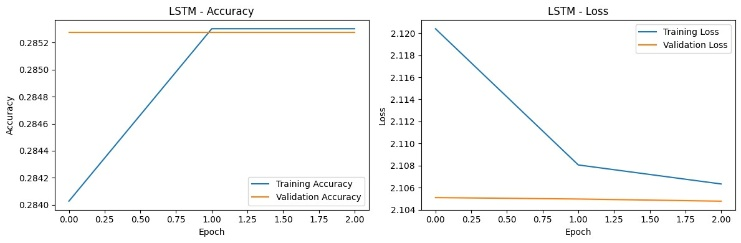 LSTM - Accuracy
0.2852
0.2850
0.2848
0.2846
0.2844
0.2842
0.2840
Accuracy
Training Accuracy
Validation Accuracy
0.00 0.25 0.50 0.75 1.00 1.25 1.50 1.75 2.00
Epoch
LSTM - Loss
2.120
2.118
2.116
2.114
2.112
2.110
2.108
2.106
2.104
Loss
Training Loss
Validation Loss
0.00 0.25 0.50 0.75 1.00 1.25 1.50 1.75 2.00
Epoch